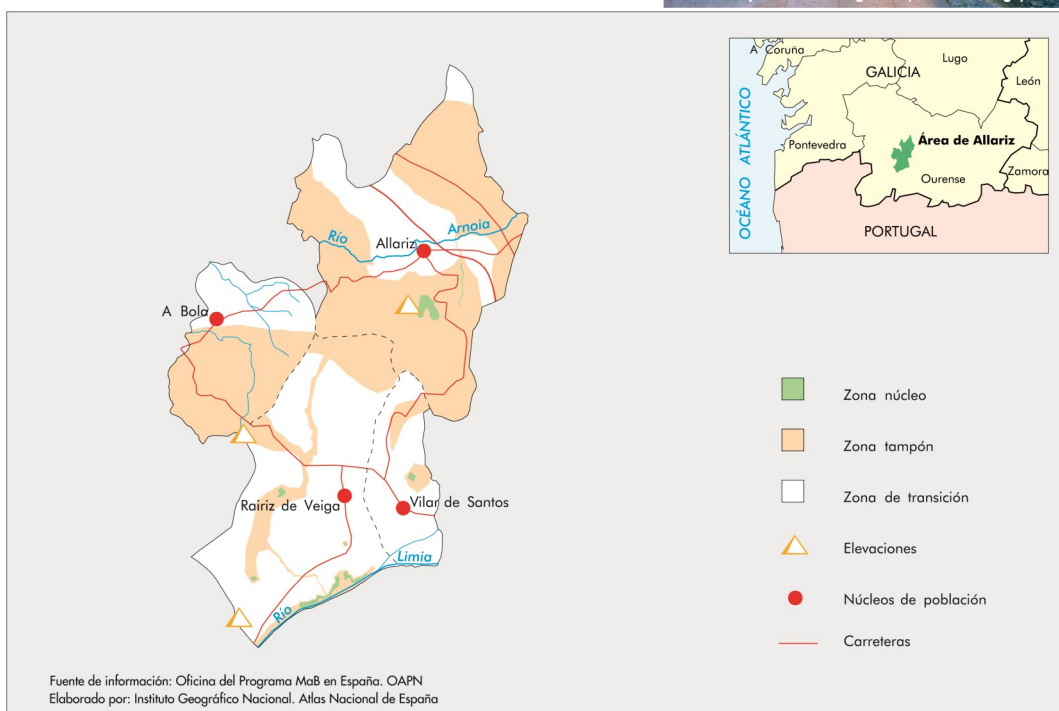 A Coruña
Lugo
GALICIA
León
OCÉANO ATLÁNTICO
Área de Allariz
Pontevedra
Zamora
Ourense
PORTUGAL
Río Arnoia
Allariz
A Bola
Rairiz de Veiga
Vilar de Santos
Río Limia
Zona núcleo
Zona tampón
Zona de transición
Elevaciones
Núcleos de población
Carreteras
Fuente de información: Oficina del Programa MaB en España. OAPN
Elaborado por: Instituto Geográfico Nacional. Atlas Nacional de España